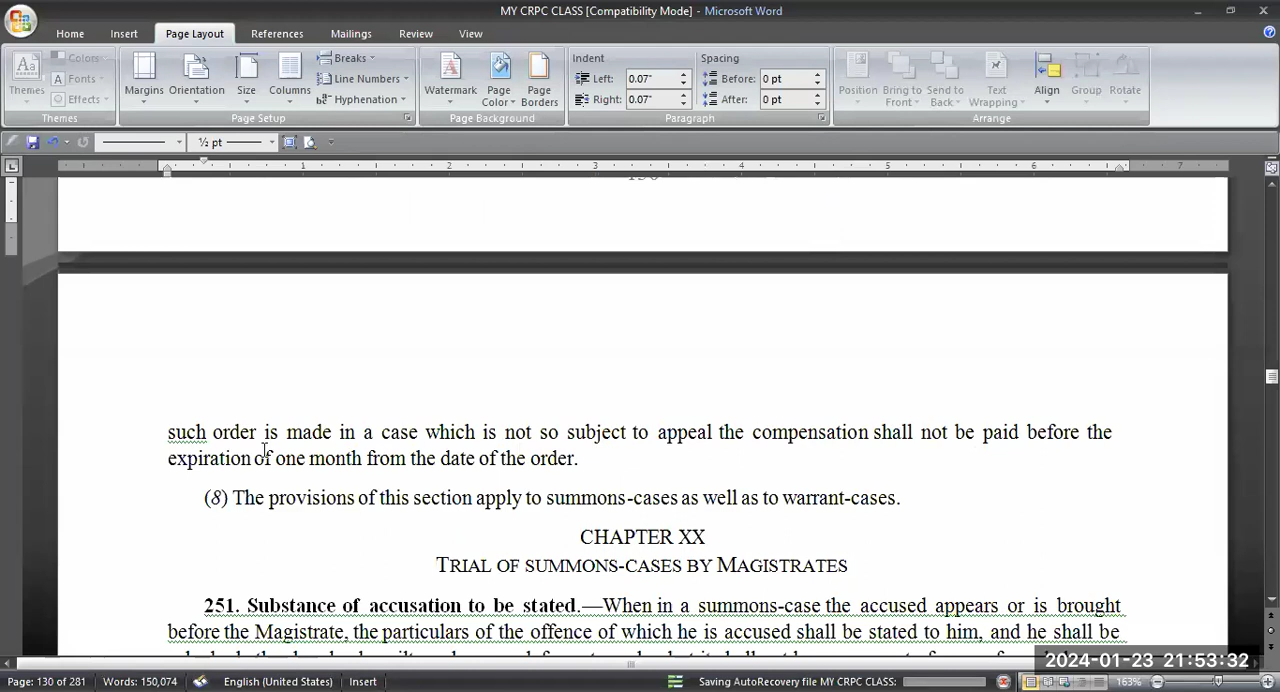 MY CRPC CLASS [Compatibility Mode] - Microsoft Word
Home Insert Page Layout References Mailings Review View
Themes Colors Fonts Effects Themes
Margins Orientation Size Columns Breaks Line Numbers Hyphenation Page Setup
Watermark Page Color Page Borders Page Background
Indent Left: 0.07" Right: 0.07" Spacing Before: 0 pt After: 0 pt Paragraph
Position Bring to Front Send to Back Text Wrapping Align Group Rotate Arrange
½ pt
1 2 3 4 5 6 7
such order is made in a case which is not so subject to appeal the compensation shall not be paid before the
expiration of one month from the date of the order.
(8) The provisions of this section apply to summons-cases as well as to warrant-cases.
CHAPTER XX
TRIAL OF SUMMONS-CASES BY MAGISTRATES
251. Substance of accusation to be stated.—When in a summons-case the accused appears or is brought
before the Magistrate, the particulars of the offence of which he is accused shall be stated to him, and he shall be
2024-01-23 21:53:32
Page: 130 of 281 Words: 150,074 English (United States) Insert Saving AutoRecovery file MY CRPC CLASS: 163%